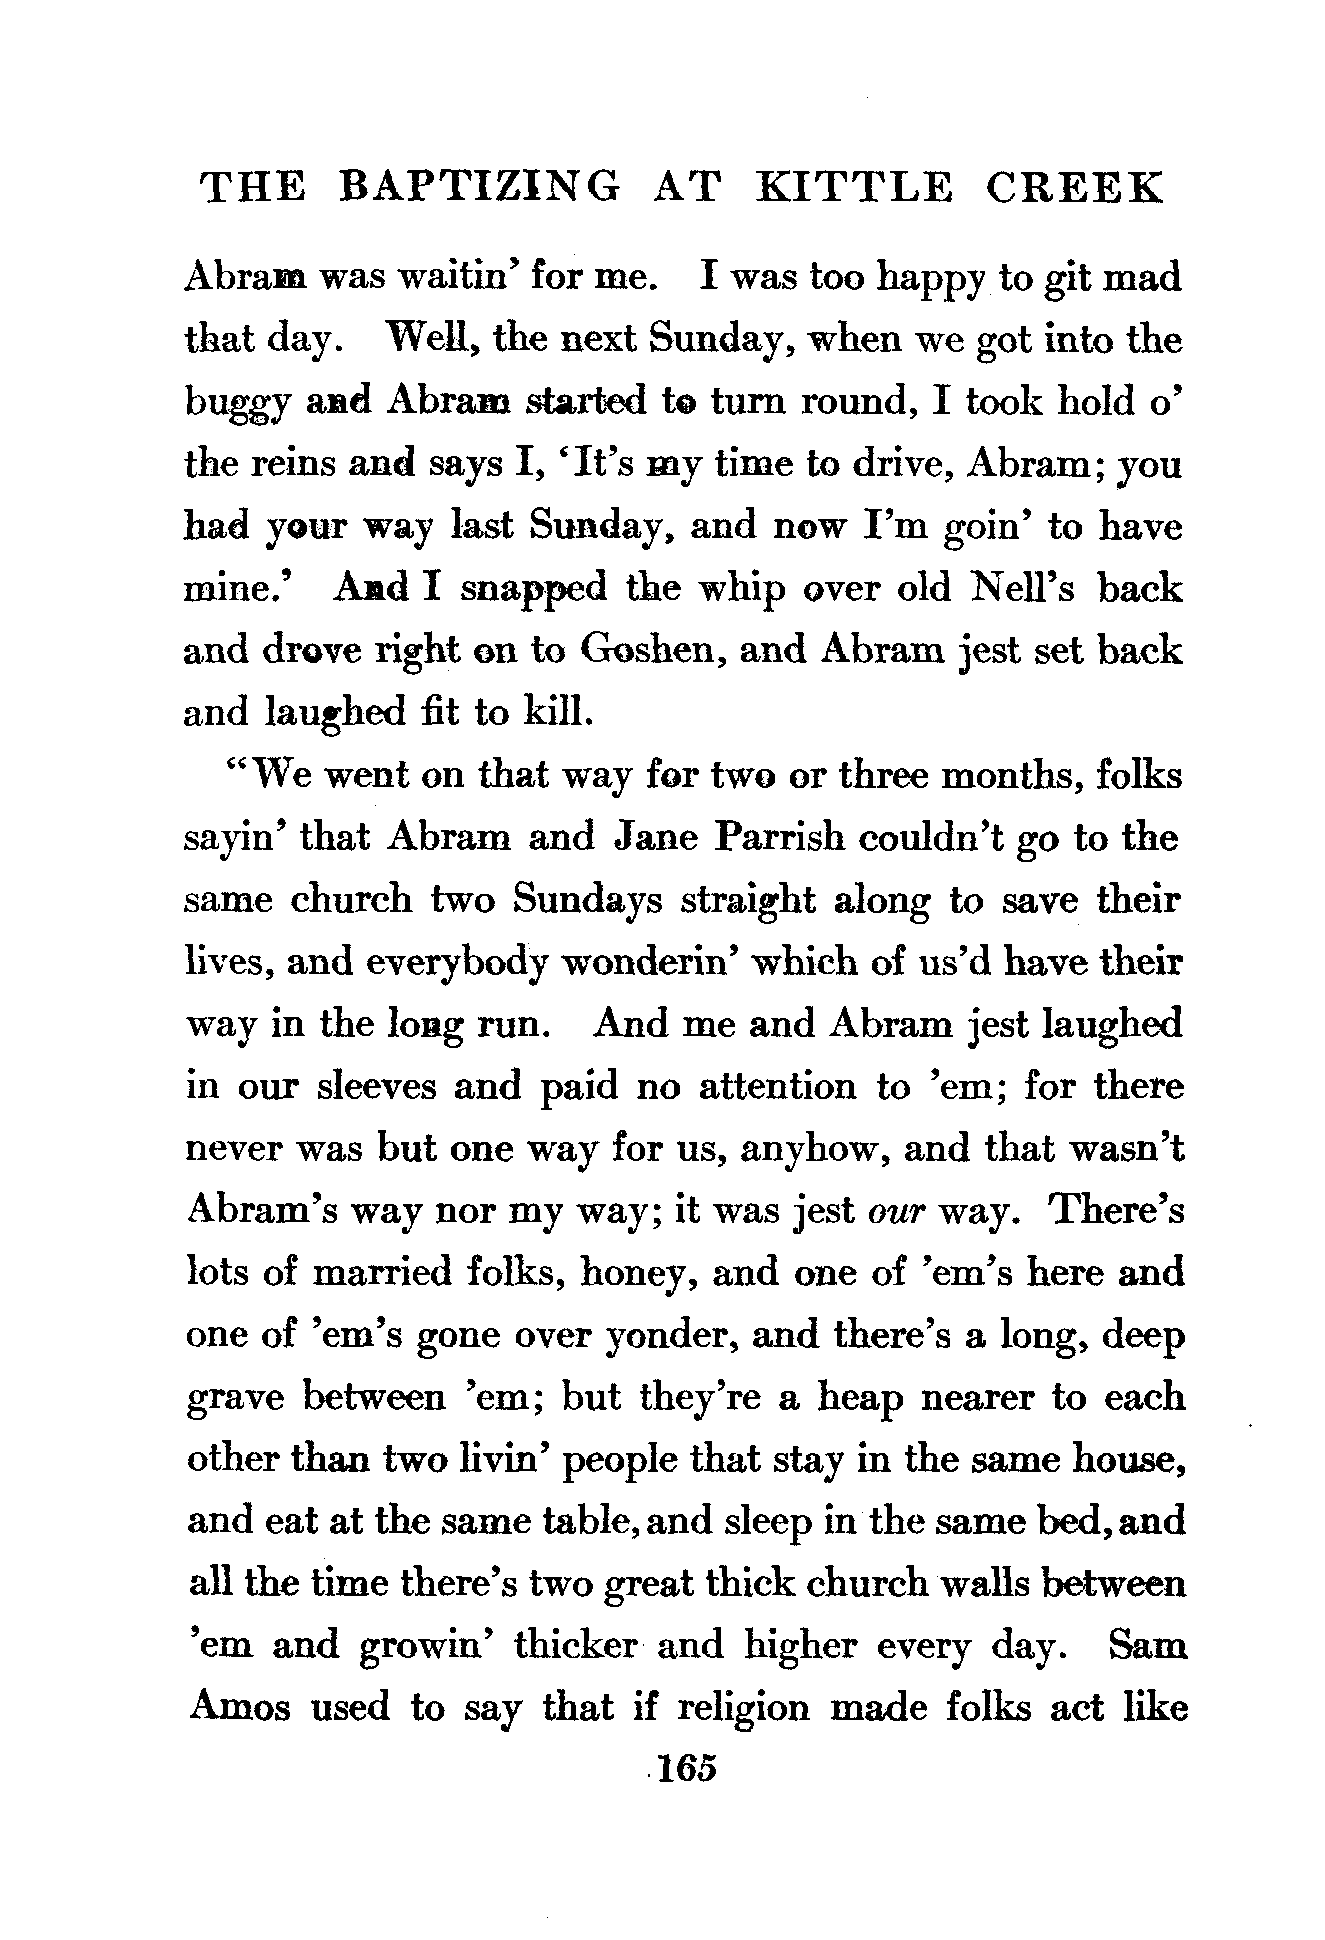 THE BAPTIZING AT KITTLE CREEK
Abram was waitin' for me. I was too happy to git mad
that day. Well, the next Sunday, when we got into the
buggy and Abram started to turn round, I took hold o'
the reins and says I, 'It's my time to drive, Abram; you
had your way last Sunday, and now I'm goin' to have
mine.' And I snapped the whip over old Nell's back
and drove right on to Goshen, and Abram jest set back
and laughed fit to kill.
"We went on that way for two or three months, folks
sayin' that Abram and Jane Parrish couldn't go to the
same church two Sundays straight along to save their
lives, and everybody wonderin' which of us'd have their
way in the long run. And me and Abram jest laughed
in our sleeves and paid no attention to 'em; for there
never was but one way for us, anyhow, and that wasn't
Abram's way nor my way; it was jest our way. There's
lots of married folks, honey, and one of 'em's here and
one of 'em's gone over yonder, and there's a long, deep
grave between 'em; but they're a heap nearer to each
other than two livin' people that stay in the same house,
and eat at the same table, and sleep in the same bed, and
all the time there's two great thick church walls between
'em and growin' thicker and higher every day. Sam
Amos used to say that if religion made folks act like
165